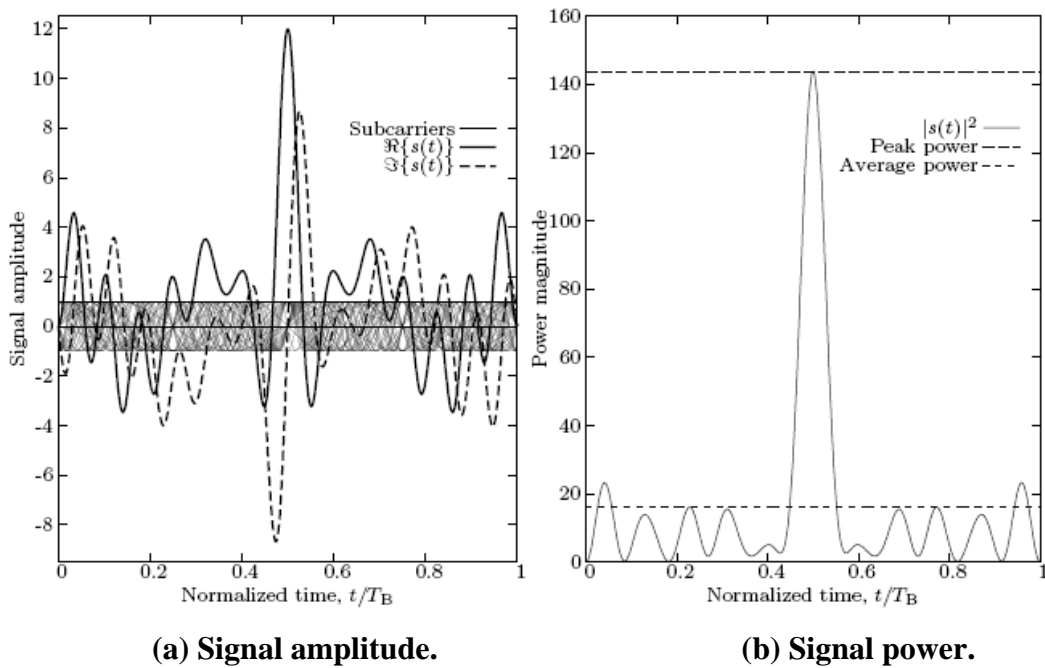 12
10
8
6
4
2
0
-2
-4
-6
-8
Signal amplitude
Subcarriers
ℜ{s(t)}
ℑ{s(t)}
0
0.2
0.4
0.6
0.8
1
Normalized time, t/T_B
(a) Signal amplitude.
160
140
120
100
80
60
40
20
0
Power magnitude
|s(t)|²
Peak power
Average power
0
0.2
0.4
0.6
0.8
1
Normalized time, t/T_B
(b) Signal power.